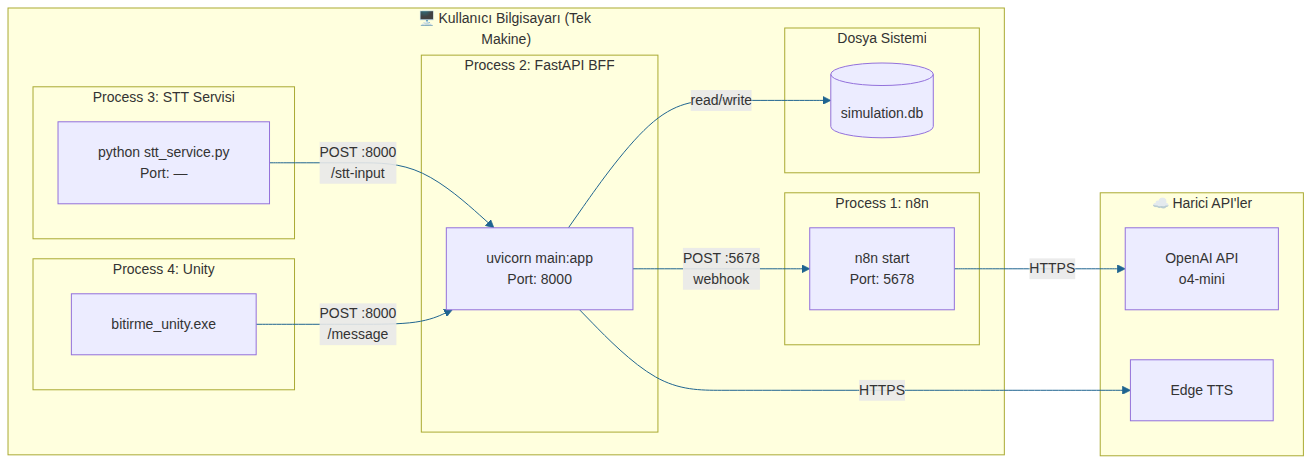 🖥️ Kullanıcı Bilgisayarı (Tek
Makine)
Process 3: STT Servisi
python stt_service.py
Port: —
POST :8000
/stt-input
Process 4: Unity
bitirme_unity.exe
POST :8000
/message
Process 2: FastAPI BFF
uvicorn main:app
Port: 8000
read/write
Dosya Sistemi
simulation.db
POST :5678
webhook
Process 1: n8n
n8n start
Port: 5678
HTTPS
HTTPS
☁️ Harici API'ler
OpenAI API
o4-mini
Edge TTS